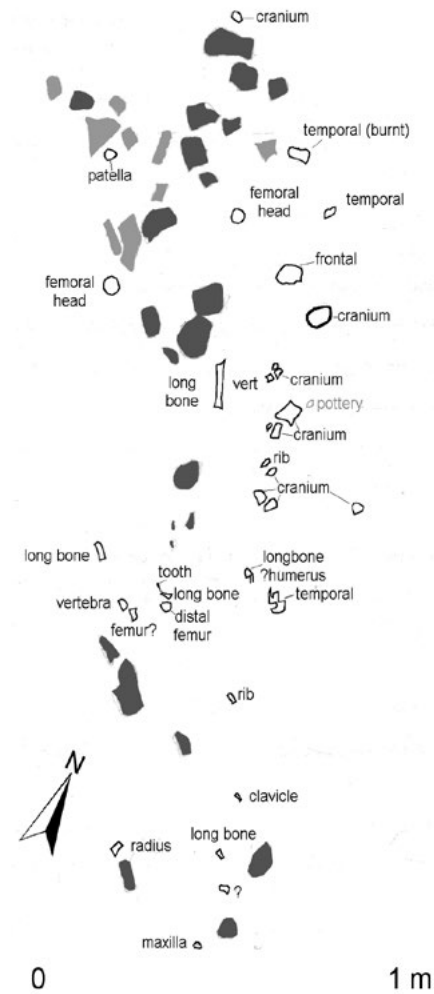 cranium
temporal (burnt)
patella
femoral
head
temporal
frontal
femoral
head
cranium
long
bone
vert
cranium
pottery
cranium
rib
cranium
long bone
longbone
?humerus
tooth
long bone
temporal
vertebra
distal
femur
femur?
rib
N
clavicle
long bone
radius
?
maxilla
0 1 m